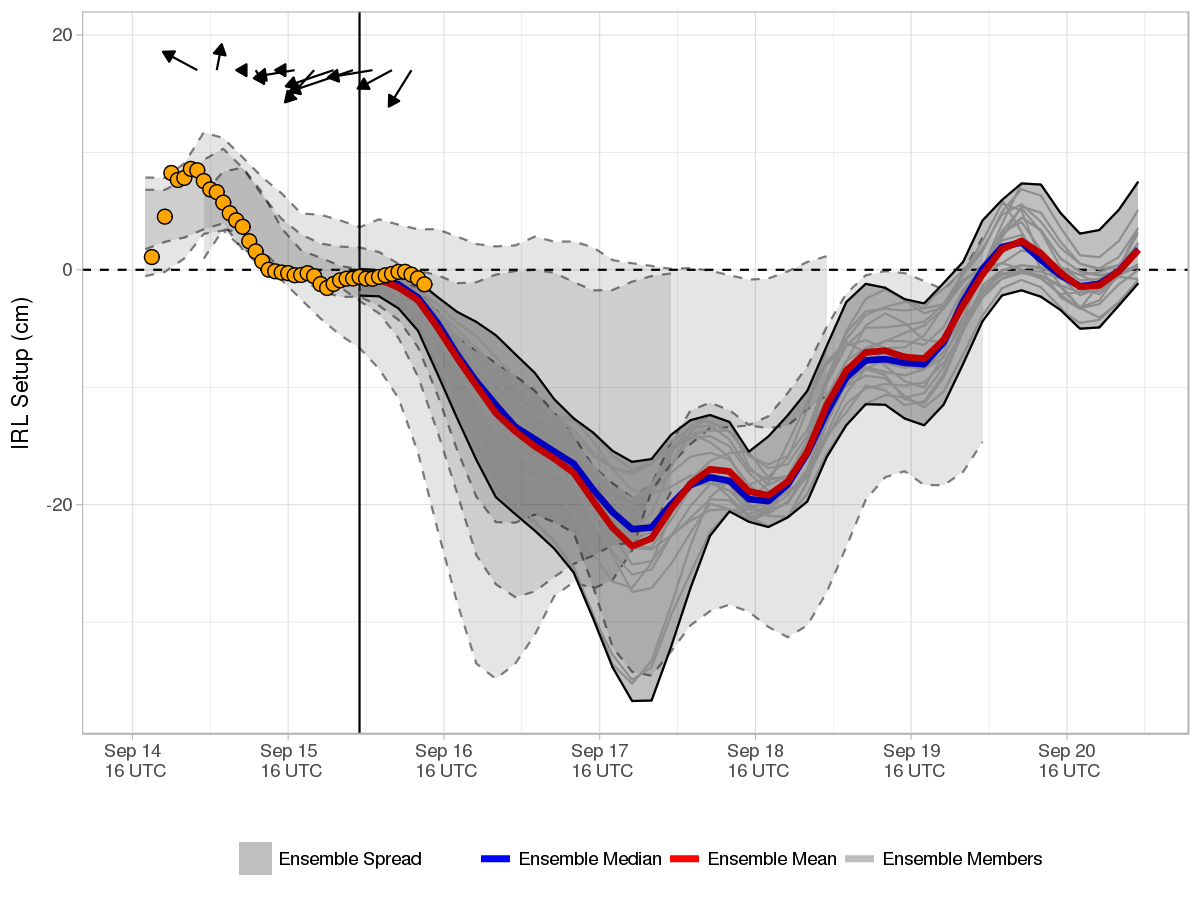 20
0
-20
IRL Setup (cm)
Sep 14
16 UTC
Sep 15
16 UTC
Sep 16
16 UTC
Sep 17
16 UTC
Sep 18
16 UTC
Sep 19
16 UTC
Sep 20
16 UTC
Ensemble Spread
Ensemble Median
Ensemble Mean
Ensemble Members